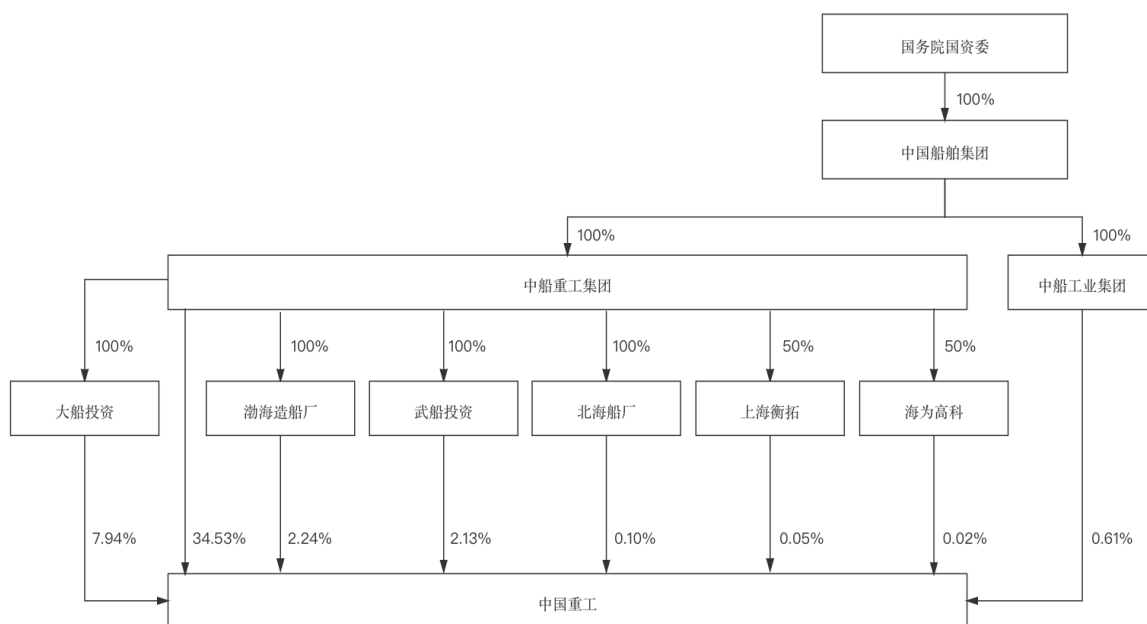 国务院国资委
100%
中国船舶集团
100%
100%
中船重工集团
中船工业集团
100%
100%
100%
100%
50%
50%
大船投资
渤海造船厂
武船投资
北海船厂
上海衡拓
海为高科
7.94%
34.53%
2.24%
2.13%
0.10%
0.05%
0.02%
0.61%
中国重工